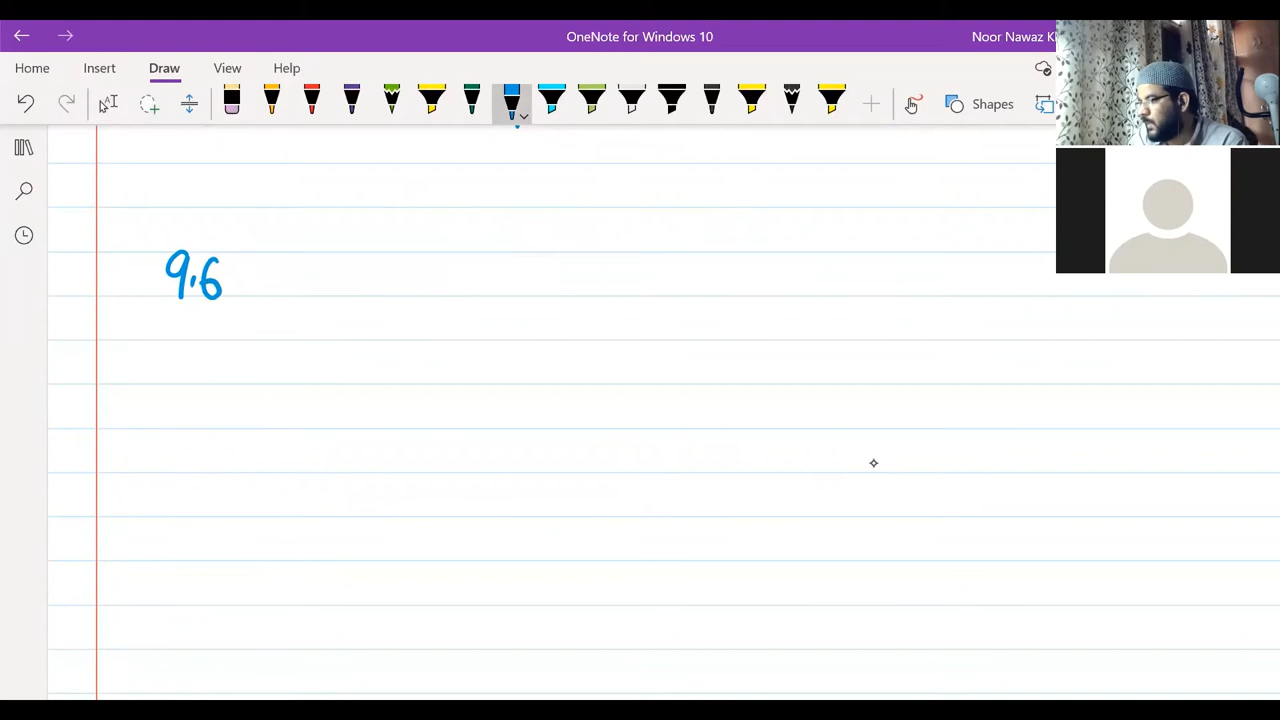 OneNote for Windows 10
Noor Nawaz K
Home Insert Draw View Help
Shapes
9.6